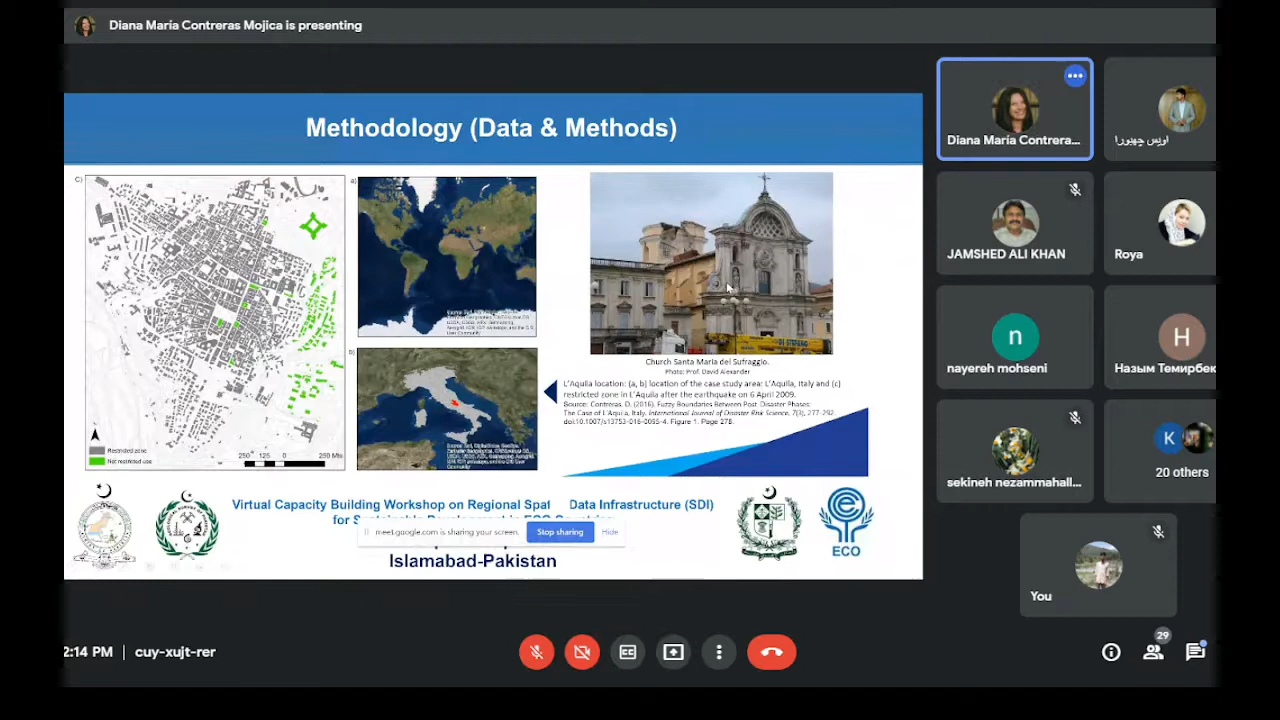 Diana María Contreras Mojica is presenting
Methodology (Data & Methods)
C)
a)
b)
Restricted zone
Not restricted use
250 125 0 250 Mts
Church Santa Maria del Sufraggio.
Photo: Prof. David Alexander
L'Aquila location: (a, b) location of the case study area: L'Aquila, Italy and (c)
restricted zone in L'Aquila after the earthquake on 6 April 2009.
Source: Contreras, D. (2016). Fuzzy Boundaries Between Post-Disaster Phases:
The Case of L'Aquila, Italy. International Journal of Disaster Risk Science, 7(3), 277-292.
doi:10.1007/s13753-016-0095-4. Figure 1. Page 278.
DI STEFANO
Virtual Capacity Building Workshop on Regional Spat Data Infrastructure (SDI)
for
meet.google.com is sharing your screen.
Stop sharing
Hide
Islamabad-Pakistan
ECO
Diana María Contrera...
اویس چهبورا
JAMSHED ALI KHAN
Roya
n
nayereh mohseni
Н
Назым Темирбек
sekineh nezammahall...
K
20 others
You
2:14 PM | cuy-xujt-rer
29